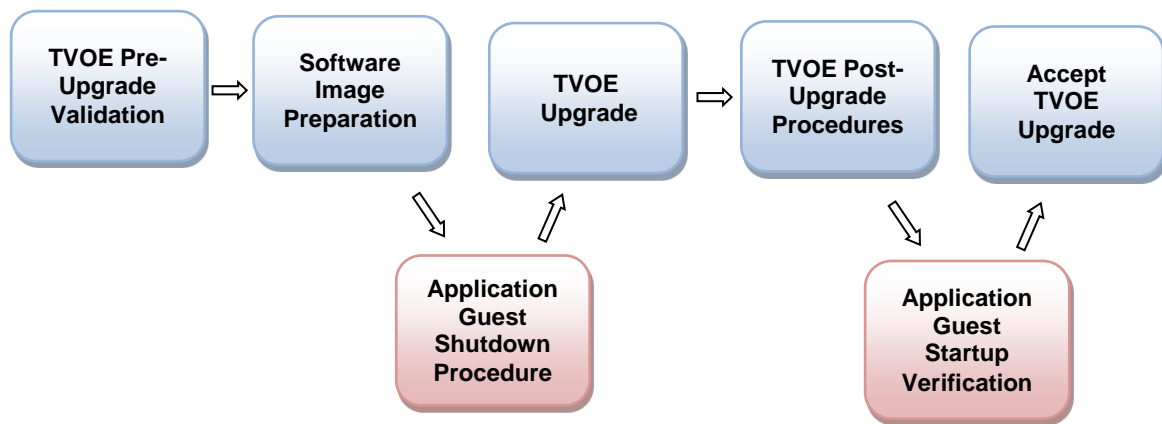 TVOE Pre-
Upgrade
Validation
Software
Image
Preparation
Application
Guest
Shutdown
Procedure
TVOE
Upgrade
TVOE Post-
Upgrade
Procedures
Application
Guest
Startup
Verification
Accept
TVOE
Upgrade